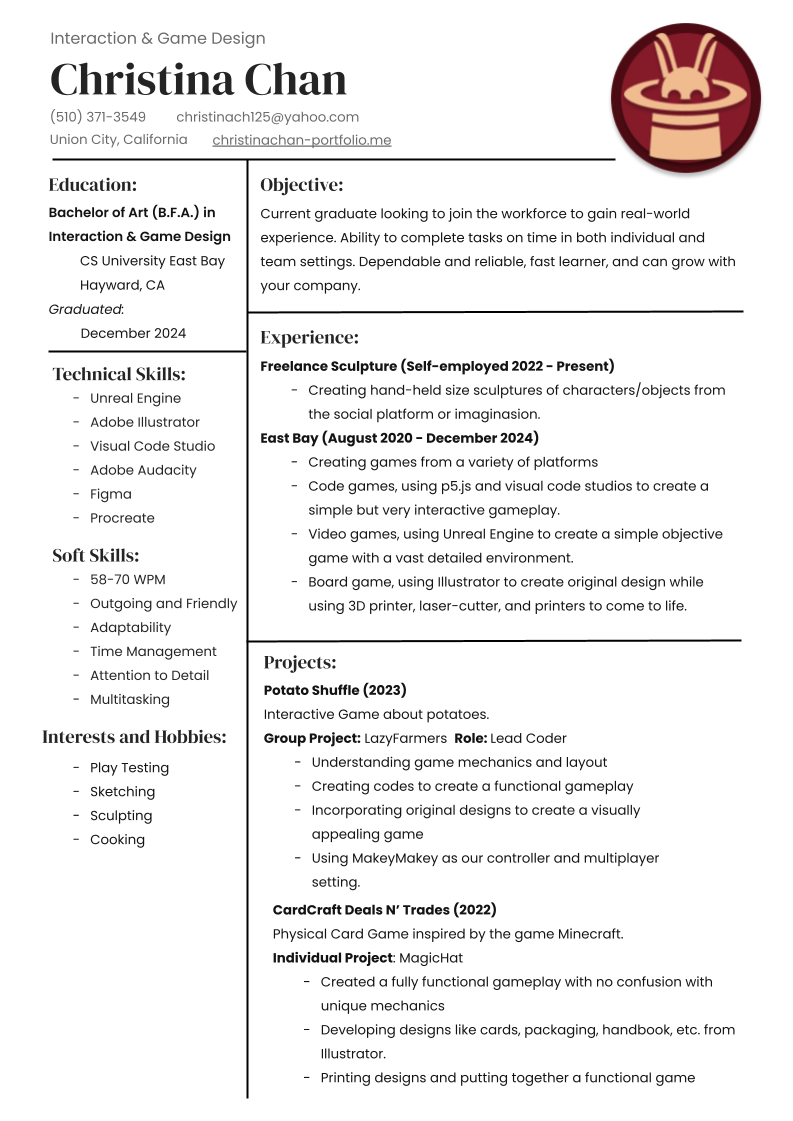 Interaction & Game Design
Christina Chan
(510) 371-3549 christinach125@yahoo.com
Union City, California christinachan-portfolio.me
Education:
Bachelor of Art (B.F.A.) in
Interaction & Game Design
CS University East Bay
Hayward, CA
Graduated:
December 2024
Technical Skills:
- Unreal Engine
- Adobe Illustrator
- Visual Code Studio
- Adobe Audacity
- Figma
- Procreate
Soft Skills:
- 58-70 WPM
- Outgoing and Friendly
- Adaptability
- Time Management
- Attention to Detail
- Multitasking
Interests and Hobbies:
- Play Testing
- Sketching
- Sculpting
- Cooking
Objective:
Current graduate looking to join the workforce to gain real-world
experience. Ability to complete tasks on time in both individual and
team settings. Dependable and reliable, fast learner, and can grow with
your company.
Experience:
Freelance Sculpture (Self-employed 2022 - Present)
- Creating hand-held size sculptures of characters/objects from
the social platform or imaginasion.
East Bay (August 2020 - December 2024)
- Creating games from a variety of platforms
- Code games, using p5.js and visual code studios to create a
simple but very interactive gameplay.
- Video games, using Unreal Engine to create a simple objective
game with a vast detailed environment.
- Board game, using Illustrator to create original design while
using 3D printer, laser-cutter, and printers to come to life.
Projects:
Potato Shuffle (2023)
Interactive Game about potatoes.
Group Project: LazyFarmers Role: Lead Coder
- Understanding game mechanics and layout
- Creating codes to create a functional gameplay
- Incorporating original designs to create a visually
appealing game
- Using MakeyMakey as our controller and multiplayer
setting.
CardCraft Deals N’ Trades (2022)
Physical Card Game inspired by the game Minecraft.
Individual Project: MagicHat
- Created a fully functional gameplay with no confusion with
unique mechanics
- Developing designs like cards, packaging, handbook, etc. from
Illustrator.
- Printing designs and putting together a functional game